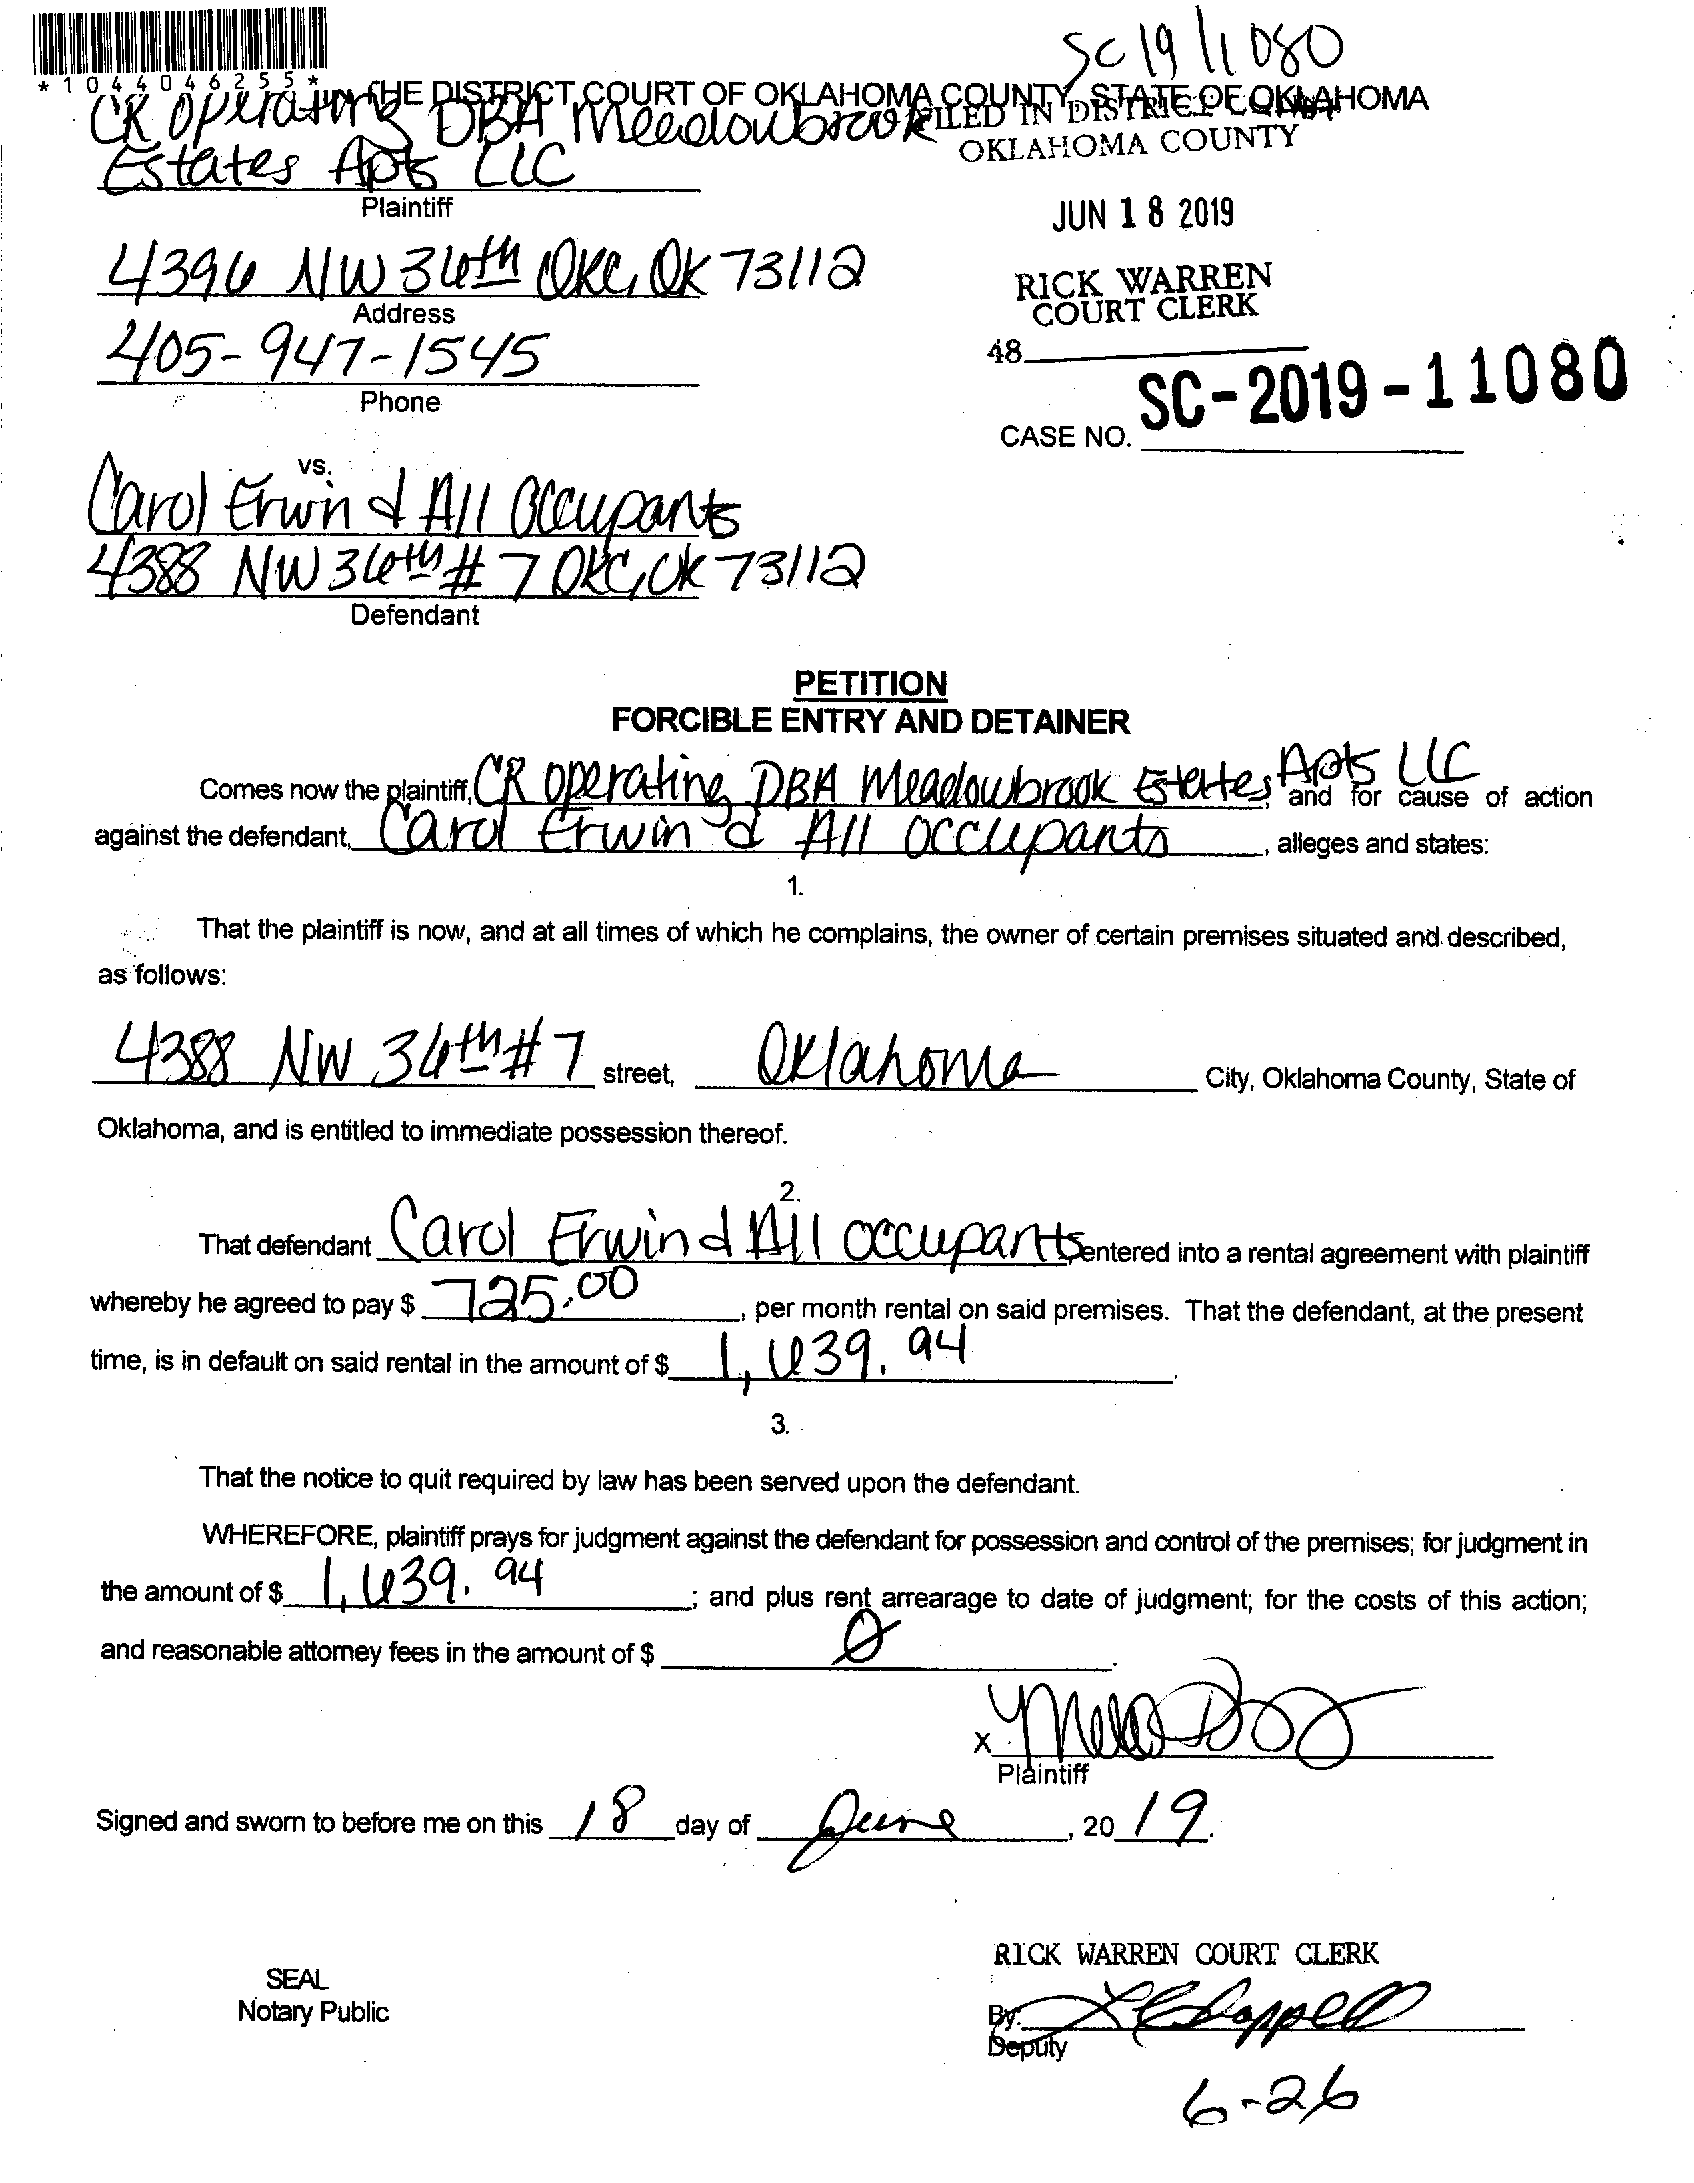 SC 19 11080
*1044046255*
IN THE DISTRICT COURT OF OKLAHOMA COUNTY, STATE OF OKLAHOMA
CR Operating DBA Meadowbrook
Estates Apts LLC
Plaintiff
FILED IN DISTRICT COURT
OKLAHOMA COUNTY
JUN 18 2019
RICK WARREN
COURT CLERK
48
4396 NW 36th OKC, OK 73112
Address
405-947-1545
Phone
CASE NO. SC-2019-11080
vs.
Carol Erwin & All Occupants
4388 NW 36th # 7 OKC, OK 73112
Defendant
PETITION
FORCIBLE ENTRY AND DETAINER
Comes now the plaintiff, CR Operating DBA Meadowbrook Estates Apts LLC, and for cause of action
against the defendant, Carol Erwin & All Occupants, alleges and states:
1.
That the plaintiff is now, and at all times of which he complains, the owner of certain premises situated and described,
as follows:
4388 NW 36th # 7 street, Oklahoma City, Oklahoma County, State of
Oklahoma, and is entitled to immediate possession thereof.
2.
That defendant Carol Erwin & All occupants entered into a rental agreement with plaintiff
whereby he agreed to pay $ 725.00, per month rental on said premises. That the defendant, at the present
time, is in default on said rental in the amount of $ 1,639.94.
3.
That the notice to quit required by law has been served upon the defendant.
WHEREFORE, plaintiff prays for judgment against the defendant for possession and control of the premises; for judgment in
the amount of $ 1,639.94; and plus rent arrearage to date of judgment; for the costs of this action;
and reasonable attorney fees in the amount of $ 0.
x
Plaintiff
Signed and sworn to before me on this 18 day of June, 2019.
RICK WARREN COURT CLERK
SEAL
Notary Public
By:
Deputy
6-26